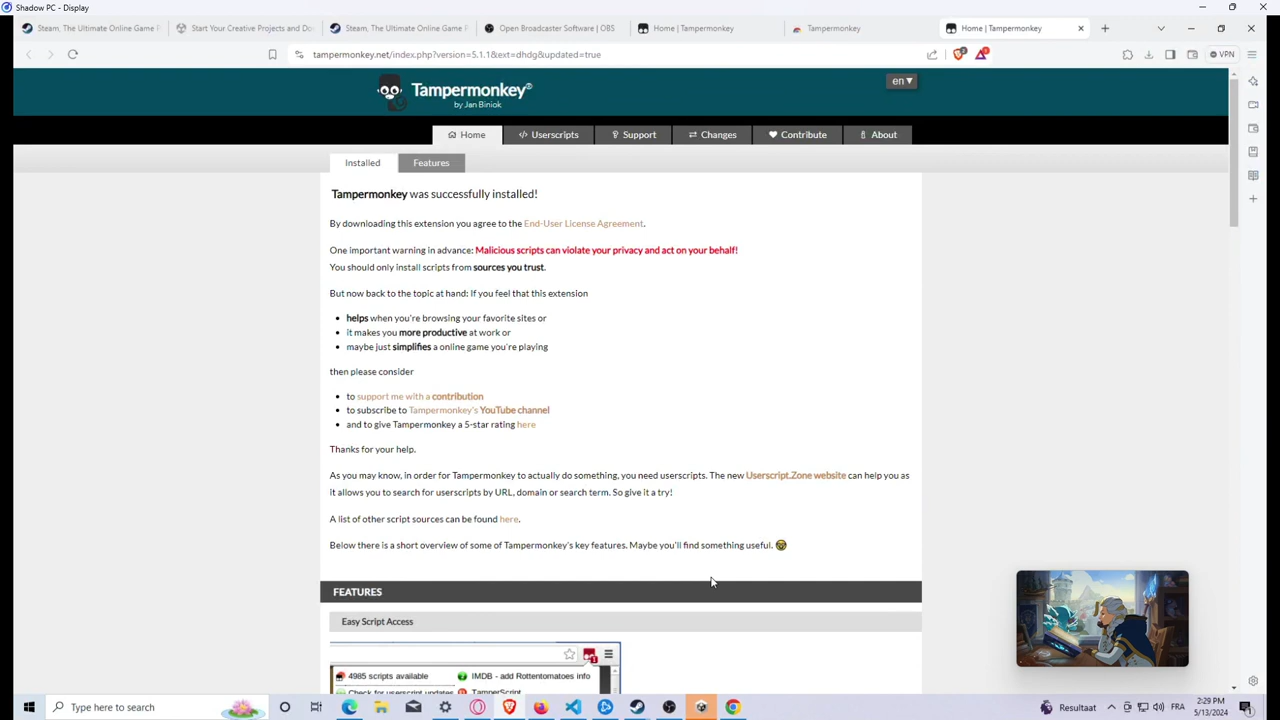 Shadow PC - Display
Steam, The Ultimate Online Game P
Start Your Creative Projects and Do
Steam, The Ultimate Online Game P
Open Broadcaster Software | OBS
Home | Tampermonkey
Tampermonkey
Home | Tampermonkey
tampermonkey.net/index.php?version=5.1.1&ext=dhdg&updated=true
VPN
Tampermonkey®
by Jan Biniok
en▼
Home
</> Userscripts
Support
Changes
Contribute
About
Installed
Features
Tampermonkey was successfully installed!
By downloading this extension you agree to the End-User License Agreement.
One important warning in advance: Malicious scripts can violate your privacy and act on your behalf!
You should only install scripts from sources you trust.
But now back to the topic at hand: If you feel that this extension
• helps when you're browsing your favorite sites or
• it makes you more productive at work or
• maybe just simplifies a online game you're playing
then please consider
• to support me with a contribution
• to subscribe to Tampermonkey's YouTube channel
• and to give Tampermonkey a 5-star rating here
Thanks for your help.
As you may know, in order for Tampermonkey to actually do something, you need userscripts. The new Userscript.Zone website can help you as
it allows you to search for userscripts by URL, domain or search term. So give it a try!
A list of other script sources can be found here.
Below there is a short overview of some of Tampermonkey's key features. Maybe you'll find something useful.
FEATURES
Easy Script Access
4985 scripts available
IMDB - add Rottentomatoes info
Check for userscript updates
TamperScript
Type here to search
Resultaat
FRA
2:29 PM
5/13/2024